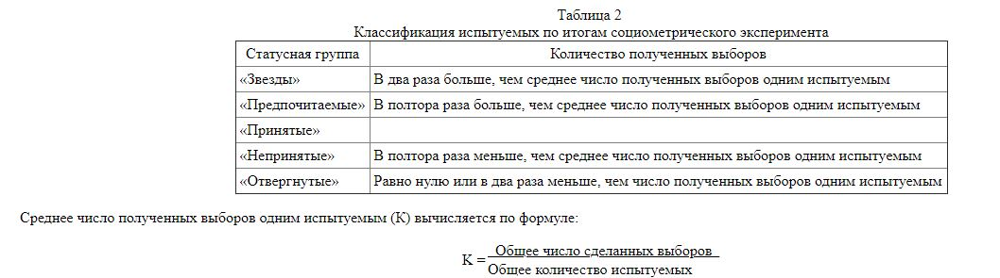 Таблица 2
Классификация испытуемых по итогам социометрического эксперимента
Статусная группа Количество полученных выборов
«Звезды» В два раза больше, чем среднее число полученных выборов одним испытуемым
«Предпочитаемые» В полтора раза больше, чем среднее число полученных выборов одним испытуемым
«Принятые»
«Непринятые» В полтора раза меньше, чем среднее число полученных выборов одним испытуемым
«Отвергнутые» Равно нулю или в два раза меньше, чем число полученных выборов одним испытуемым
Среднее число полученных выборов одним испытуемым (К) вычисляется по формуле:
K = Общее число сделанных выборов
Общее количество испытуемых